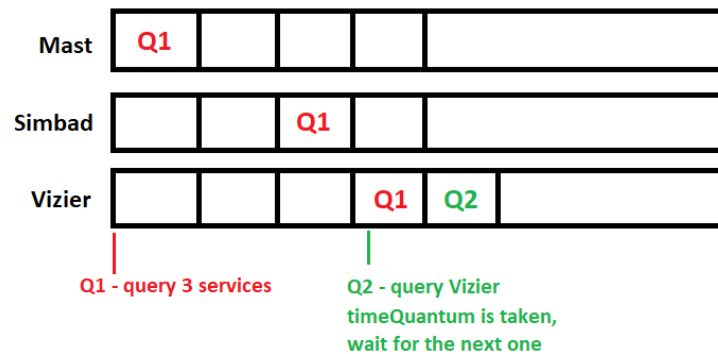 Mast Q1
Simbad Q1
Vizier Q1 Q2
Q1 - query 3 services
Q2 - query Vizier
timeQuantum is taken,
wait for the next one